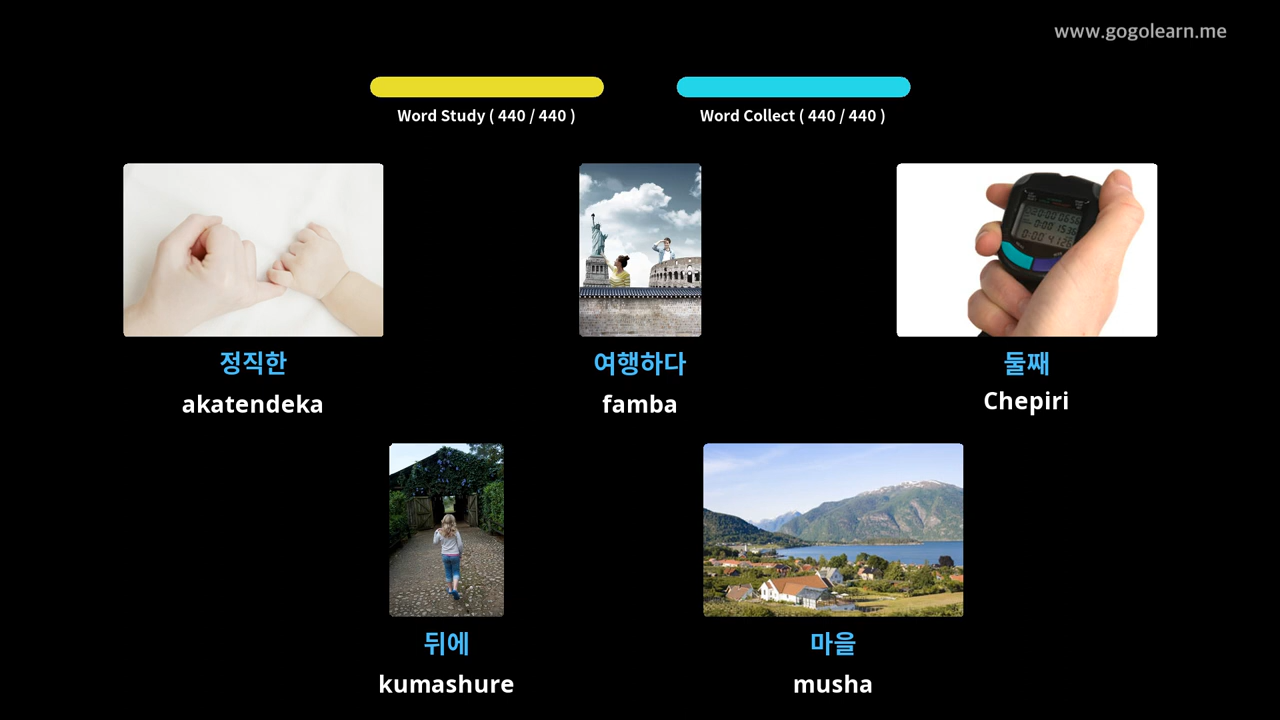 www.gogolearn.me
Word Study ( 440 / 440 )
Word Collect ( 440 / 440 )
정직한
akatendeka
여행하다
famba
둘째
Chepiri
뒤에
kumashure
마을
musha